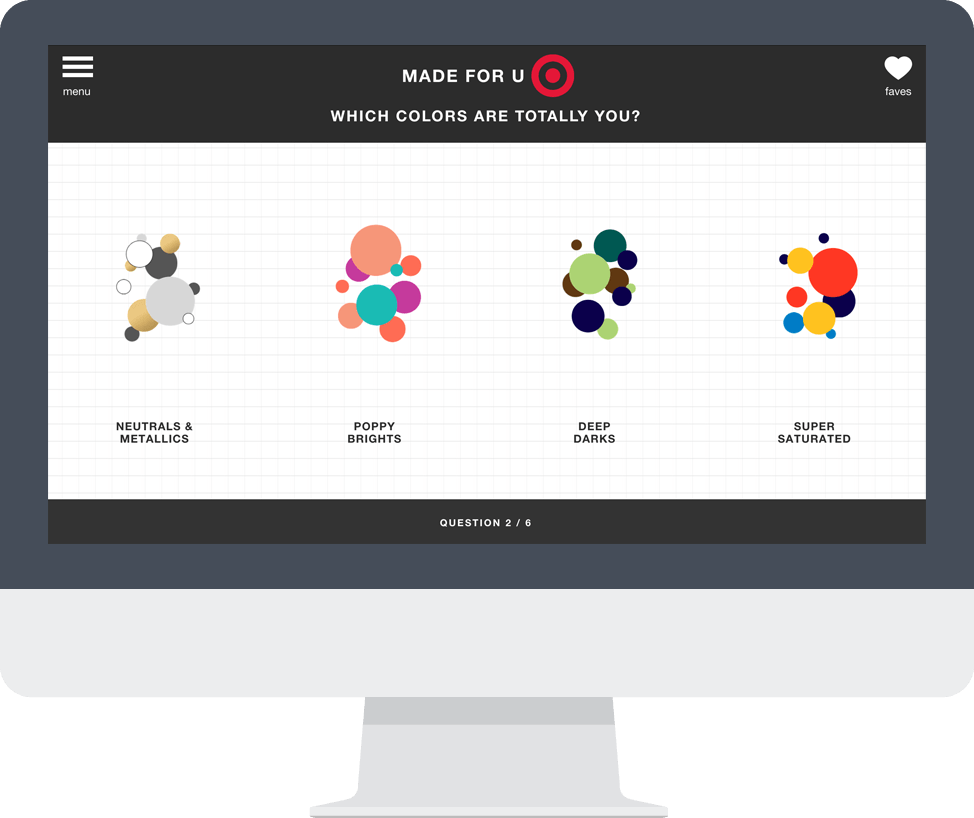 MADE FOR U
menu
faves
WHICH COLORS ARE TOTALLY YOU?
NEUTRALS &
METALLICS
POPPY
BRIGHTS
DEEP
DARKS
SUPER
SATURATED
QUESTION 2 / 6